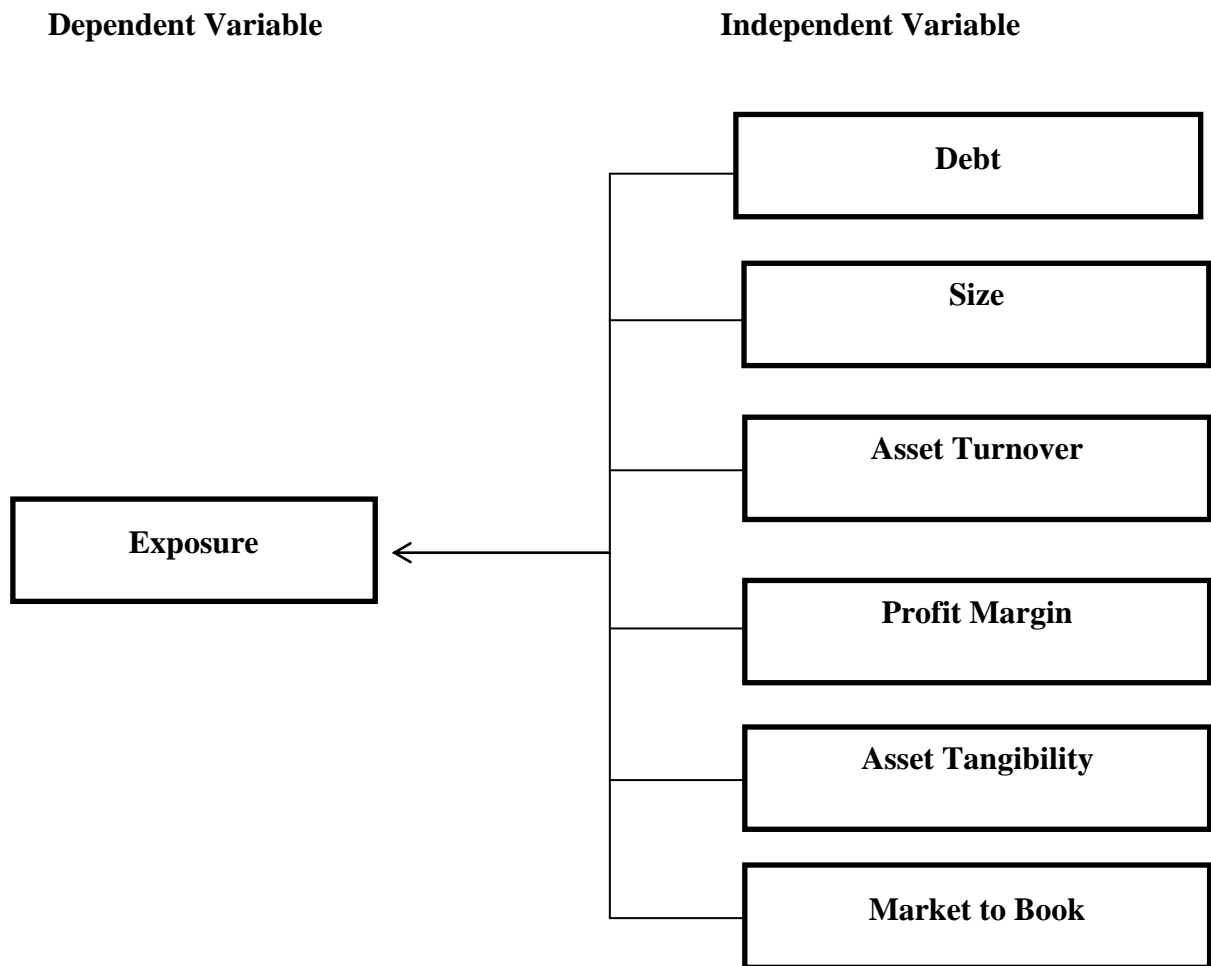 Dependent Variable
Independent Variable
Debt
Size
Asset Turnover
Exposure
Profit Margin
Asset Tangibility
Market to Book